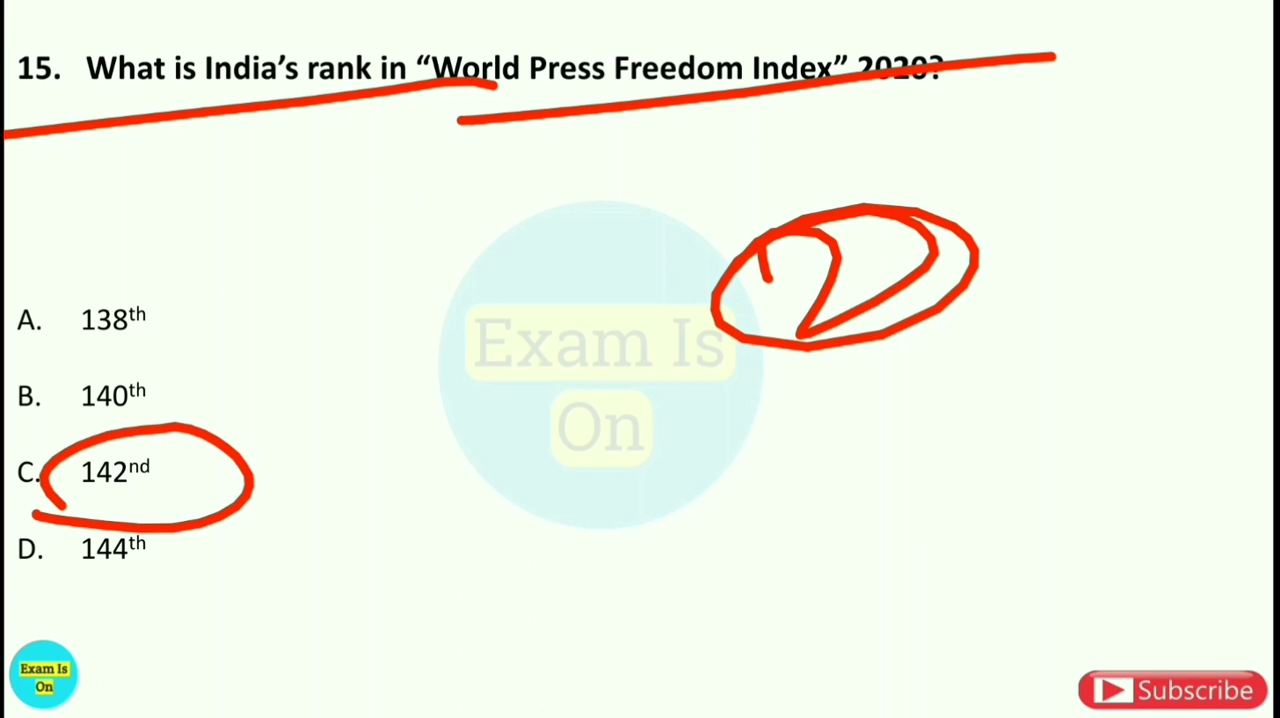 15. What is India’s rank in “World Press Freedom Index” 2020?
A. 138th
B. 140th
C. 142nd
D. 144th
Exam Is
On
Exam Is
On
Subscribe